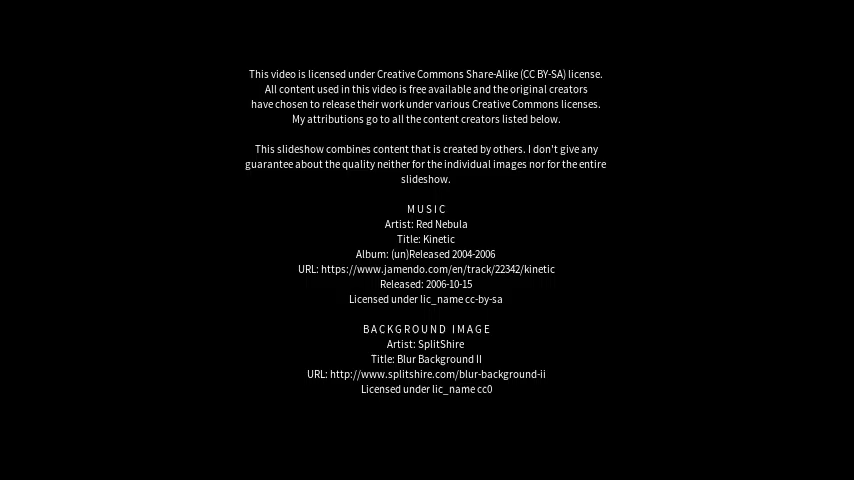 This video is licensed under Creative Commons Share-Alike (CC BY-SA) license.
All content used in this video is free available and the original creators
have chosen to release their work under various Creative Commons licenses.
My attributions go to all the content creators listed below.
This slideshow combines content that is created by others. I don't give any
guarantee about the quality neither for the individual images nor for the entire
slideshow.
MUSIC
Artist: Red Nebula
Title: Kinetic
Album: (un)Released 2004-2006
URL: https://www.jamendo.com/en/track/22342/kinetic
Released: 2006-10-15
Licensed under lic_name cc-by-sa
BACKGROUND IMAGE
Artist: SplitShire
Title: Blur Background II
URL: http://www.splitshire.com/blur-background-ii
Licensed under lic_name cc0